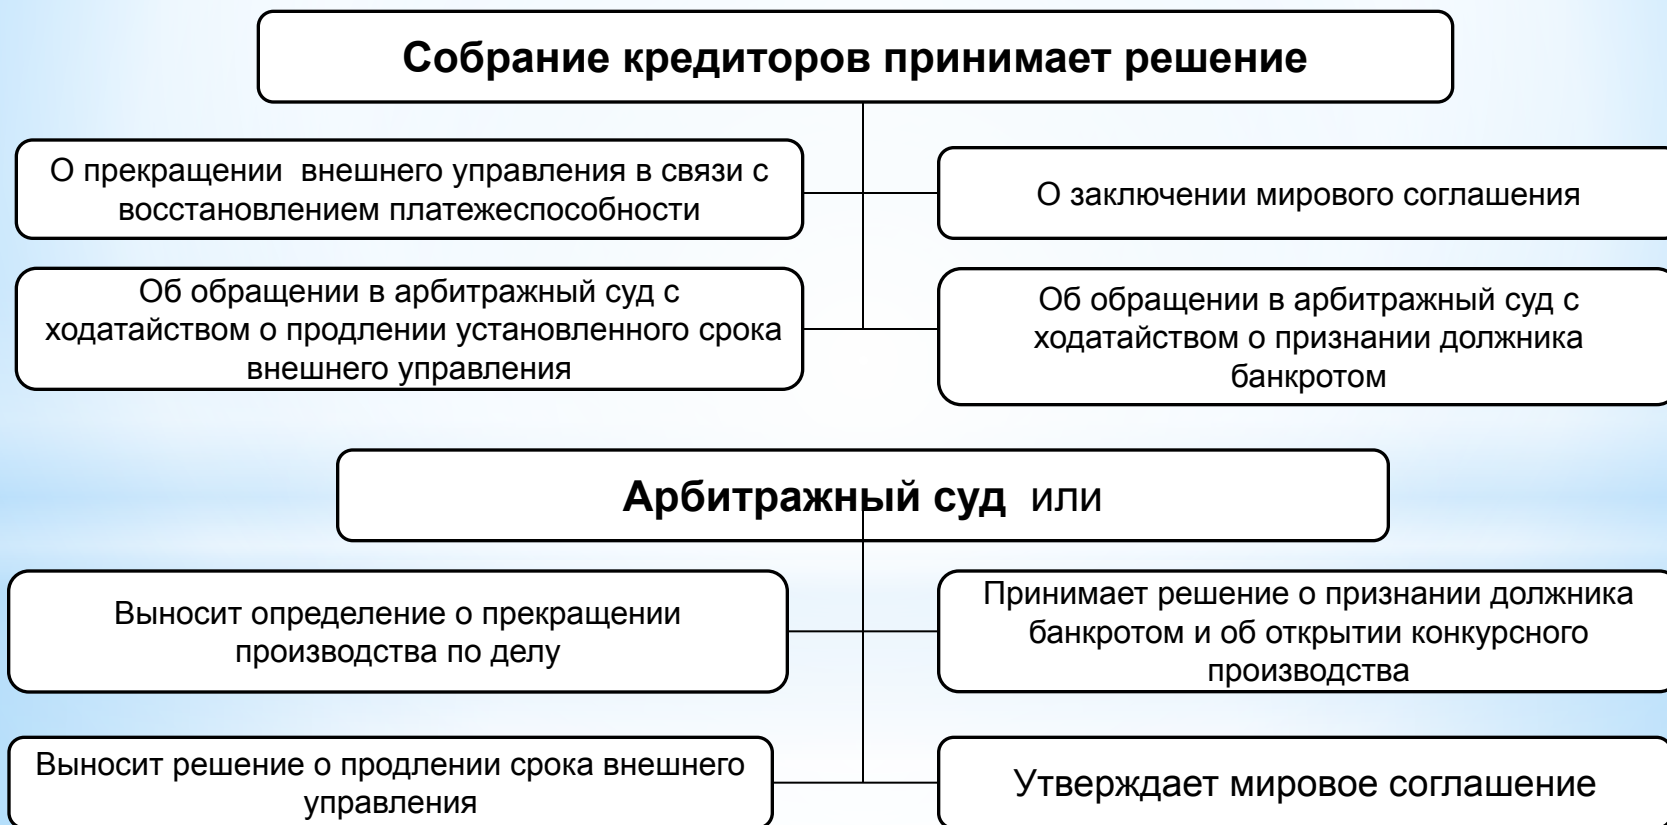 Собрание кредиторов принимает решение
О прекращении  внешнего управления в связи с
восстановлением платежеспособности
О заключении мирового соглашения
Об обращении в арбитражный суд с
ходатайством о продлении установленного срока
внешнего управления
Об обращении в арбитражный суд с
ходатайством о признании должника
банкротом
Арбитражный суд  или
Выносит определение о прекращении
производства по делу
Принимает решение о признании должника
банкротом и об открытии конкурсного
производства
Выносит решение о продлении срока внешнего
управления
Утверждает мировое соглашение